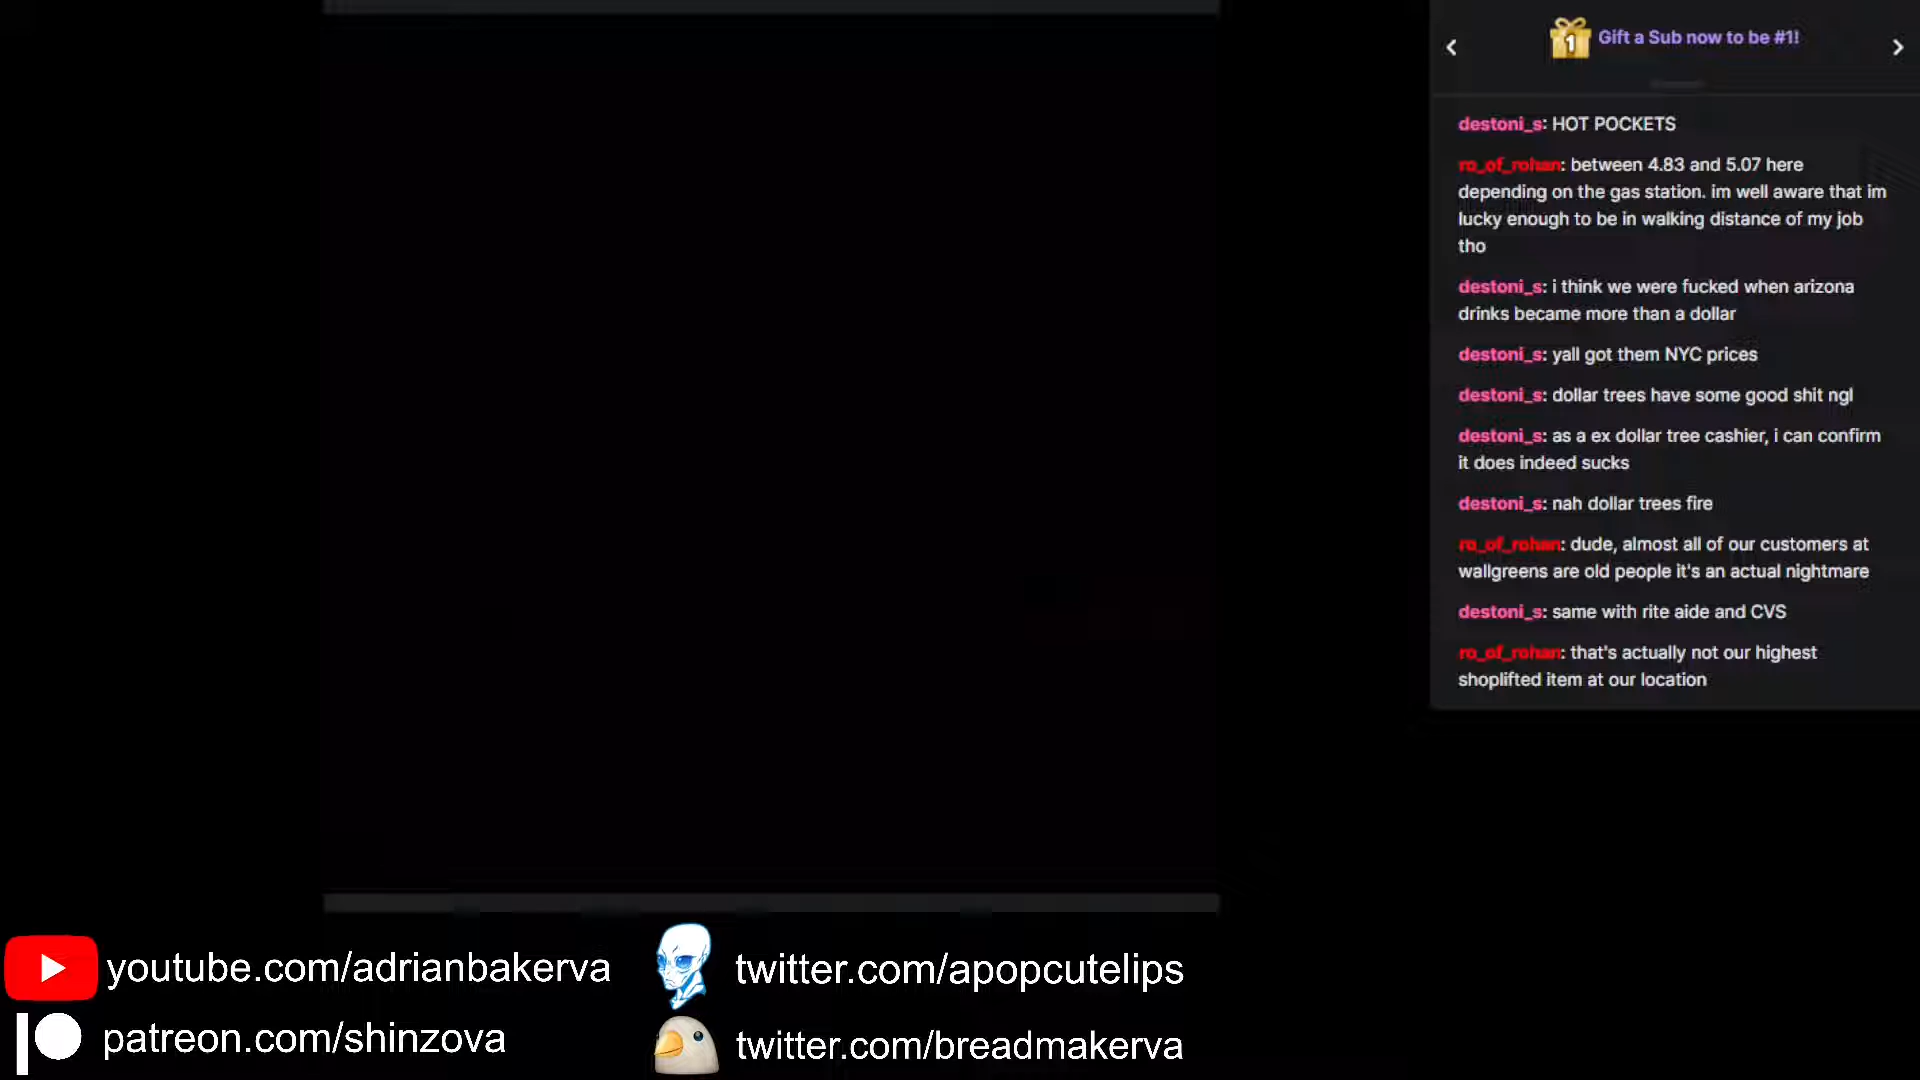 1 Gift a Sub now to be #1!
destoni_s: HOT POCKETS
ro_of_rohan: between 4.83 and 5.07 here
depending on the gas station. im well aware that im
lucky enough to be in walking distance of my job
tho
destoni_s: i think we were fucked when arizona
drinks became more than a dollar
destoni_s: yall got them NYC prices
destoni_s: dollar trees have some good shit ngl
destoni_s: as a ex dollar tree cashier, i can confirm
it does indeed sucks
destoni_s: nah dollar trees fire
ro_of_rohan: dude, almost all of our customers at
wallgreens are old people it's an actual nightmare
destoni_s: same with rite aide and CVS
ro_of_rohan: that's actually not our highest
shoplifted item at our location
youtube.com/adrianbakerva
twitter.com/apopcutelips
patreon.com/shinzova
twitter.com/breadmakerva